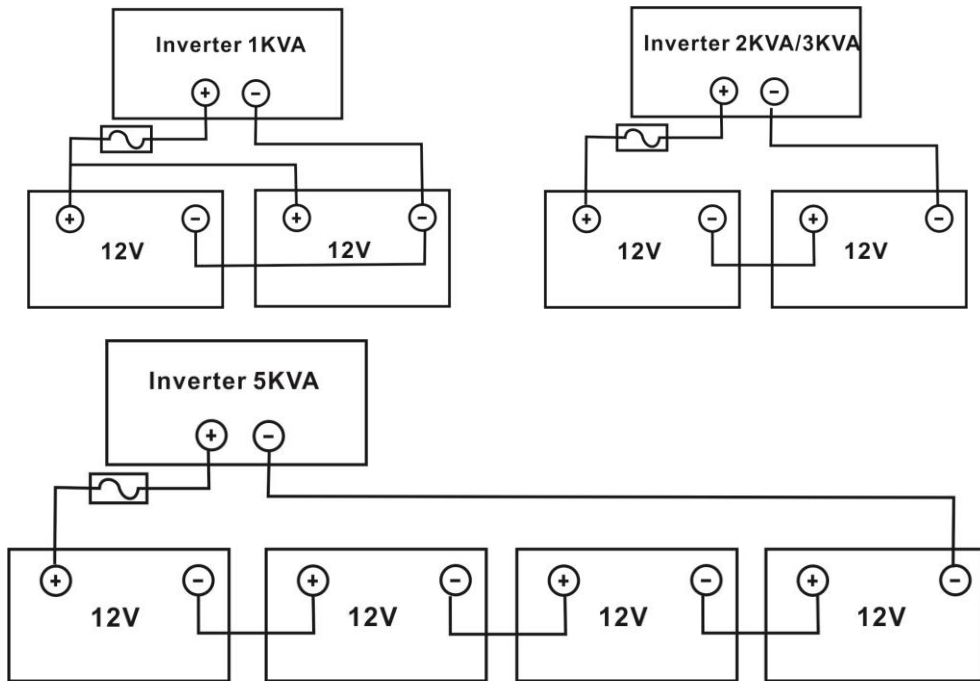 Inverter 1KVA
+ -
+ - + -
12V 12V
Inverter 2KVA/3KVA
+ -
+ - + -
12V 12V
Inverter 5KVA
+ -
+ - + - + - + -
12V 12V 12V 12V